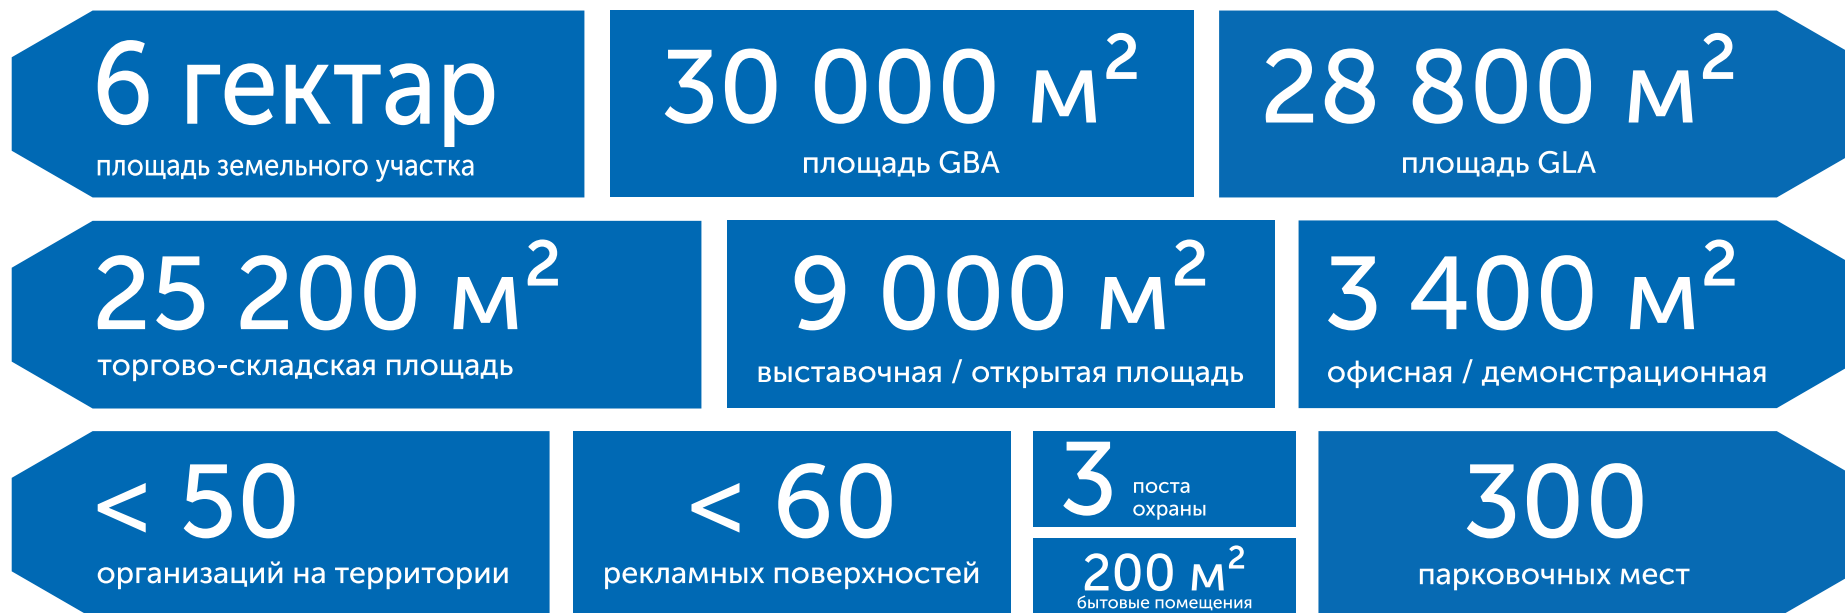 6 гектар
площадь земельного участка
30 000 м²
площадь GBA
28 800 м²
площадь GLA
25 200 м²
торгово-складская площадь
9 000 м²
выставочная / открытая площадь
3 400 м²
офисная / демонстрационная
< 50
организаций на территории
< 60
рекламных поверхностей
3 поста
охраны
200 м²
бытовые помещения
300
парковочных мест